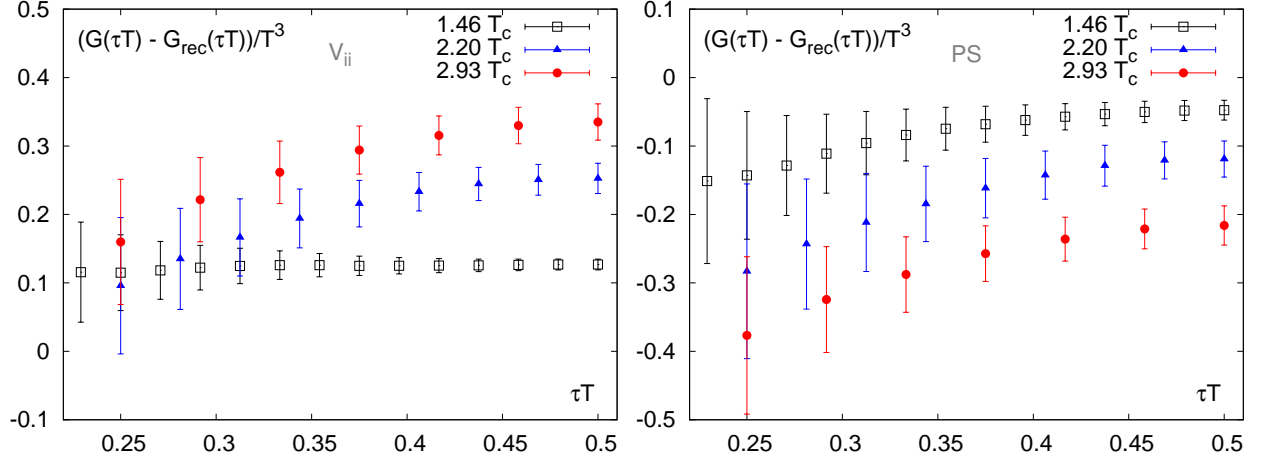 (G(τT) - G_rec(τT))/T^3
V_ii
1.46 T_c
2.20 T_c
2.93 T_c
0.5
0.4
0.3
0.2
0.1
0
-0.1
τT
0.25
0.3
0.35
0.4
0.45
0.5
(G(τT) - G_rec(τT))/T^3
PS
1.46 T_c
2.20 T_c
2.93 T_c
0.1
0
-0.1
-0.2
-0.3
-0.4
-0.5
τT
0.25
0.3
0.35
0.4
0.45
0.5